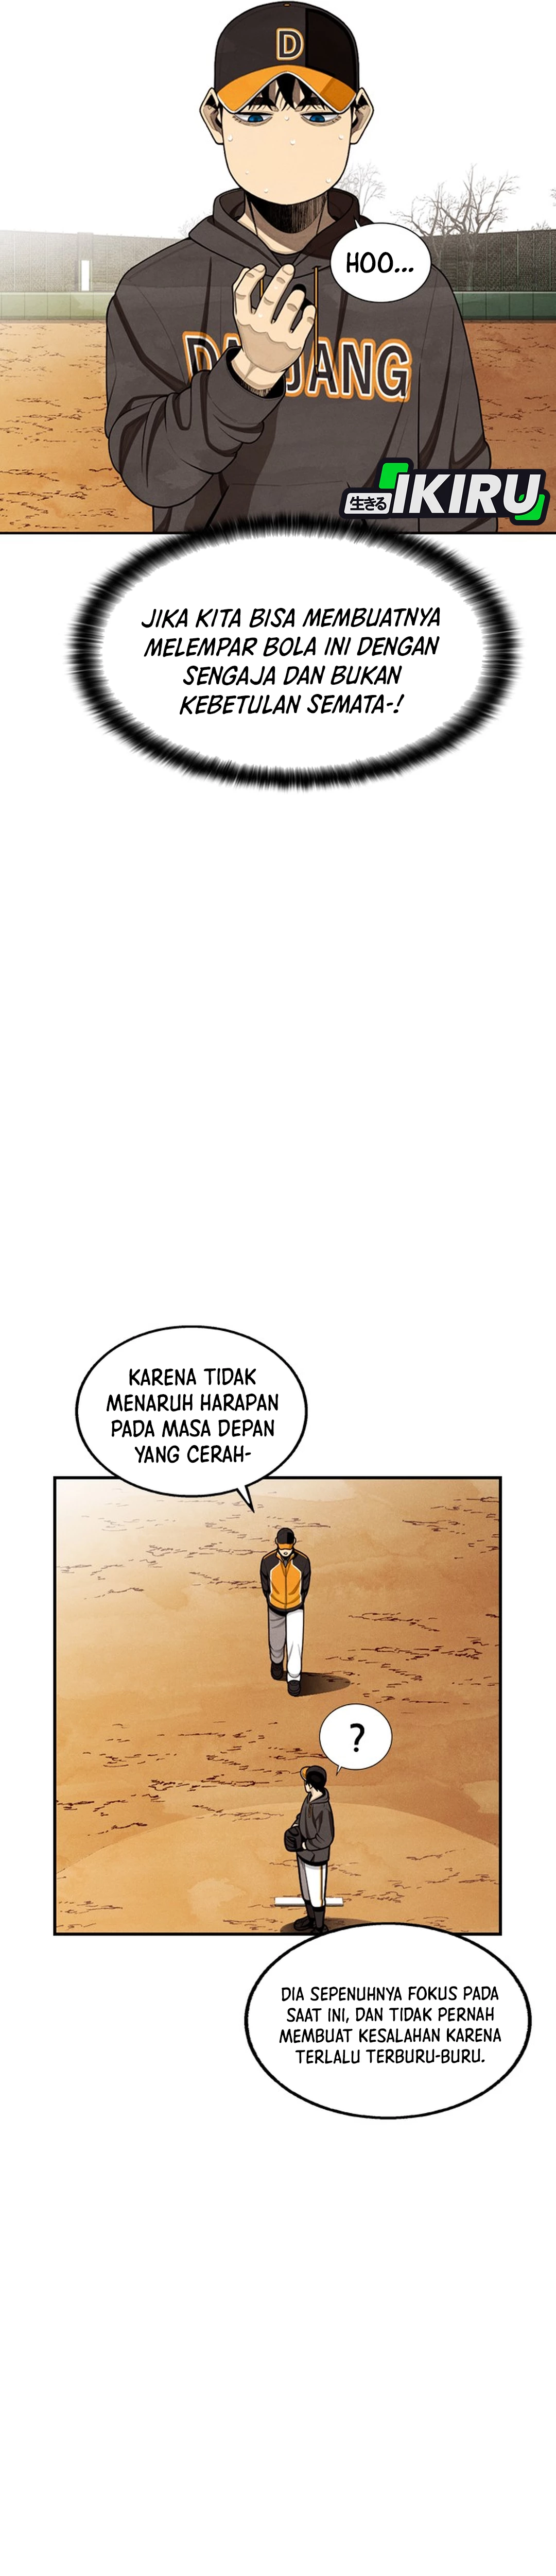 D
HOO...
DANJANG
生きる IKIRU
JIKA KITA BISA MEMBUATNYA
MELEMPAR BOLA INI DENGAN
SENGAJA DAN BUKAN
KEBETULAN SEMATA-!
KARENA TIDAK
MENARUH HARAPAN
PADA MASA DEPAN
YANG CERAH-
?
DIA SEPENUHNYA FOKUS PADA
SAAT INI, DAN TIDAK PERNAH
MEMBUAT KESALAHAN KARENA
TERLALU TERBURU-BURU.